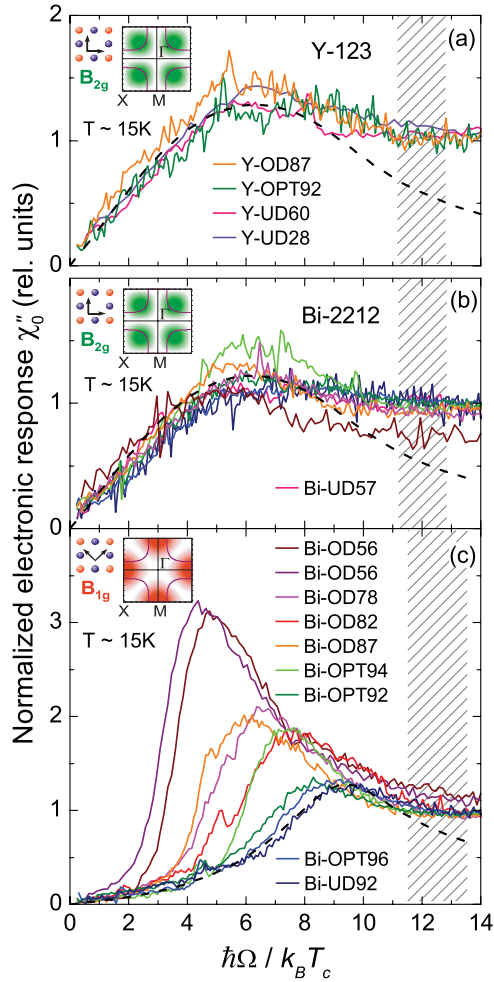 Normalized electronic response χ₀″ (rel. units)
2
1
0
(a)
Y-123
B2g
Γ
X M
T ~ 15K
Y-OD87
Y-OPT92
Y-UD60
Y-UD28
1
0
(b)
Bi-2212
B2g
Γ
T ~ 15K
Bi-UD57
3
2
1
0
(c)
B1g
Γ
X M
T ~ 15K
Bi-OD56
Bi-OD56
Bi-OD78
Bi-OD82
Bi-OD87
Bi-OPT94
Bi-OPT92
Bi-OPT96
Bi-UD92
0 2 4 6 8 10 12 14
ħΩ / kBTc